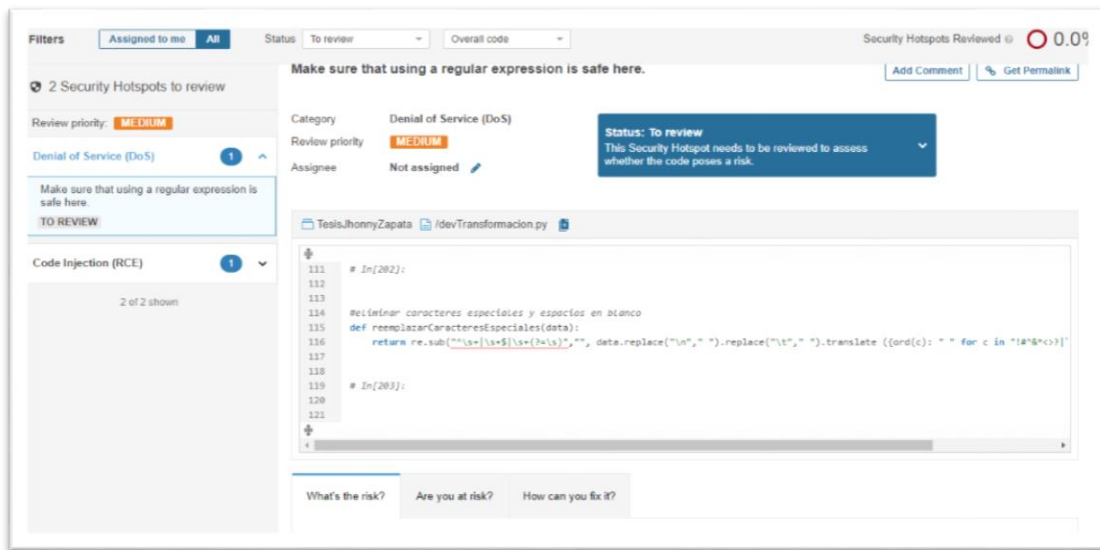 Filters Assigned to me All Status To review Overall code Security Hotspots Reviewed 0.0%
2 Security Hotspots to review
Review priority: MEDIUM
Denial of Service (DoS) 1
Make sure that using a regular expression is
safe here.
TO REVIEW
Code Injection (RCE) 1
2 of 2 shown
Make sure that using a regular expression is safe here.
Add Comment Get Permalink
Category Denial of Service (DoS)
Review priority MEDIUM
Assignee Not assigned
Status: To review
This Security Hotspot needs to be reviewed to assess
whether the code poses a risk.
TesisJhonnyZapata /devTransformacion.py
111 # In[202]:
112
113
114 #eliminar caracteres especiales y espacios en blanco
115 def reemplazarCaracteresEspeciales(data):
116 return re.sub("^\s+|\s+$|\s+(?=\s)","", data.replace("\n"," ").replace("\t"," ").translate ({ord(c): " " for c in
117
118
119 # In[203]:
120
121
What's the risk? Are you at risk? How can you fix it?